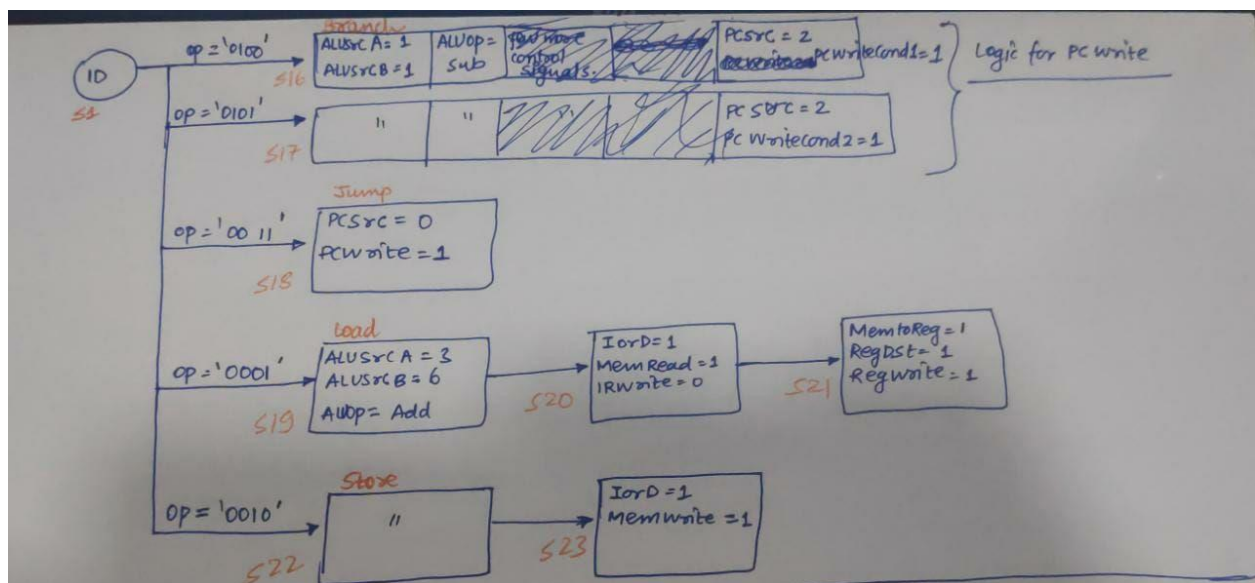 Branch
ID
S1
op='0100'
S16
ALUSrcA=1
ALUSrcB=1
ALUOp=
Sub
control
signals.
PCSrc=2
PCWriteCond1=1
Logic for PC write
op='0101'
S17
"
"
PCSrc=2
PCWritecond2=1
Jump
op='0011'
S18
PCSrc=0
PCWrite=1
Load
op='0001'
S19
ALUSrcA=3
ALUSrcB=6
ALUOp=Add
S20
IorD=1
MemRead=1
IRWrite=0
S21
MemtoReg=1
RegDst=1
RegWrite=1
Store
Op='0010'
S22
"
S23
IorD=1
MemWrite=1